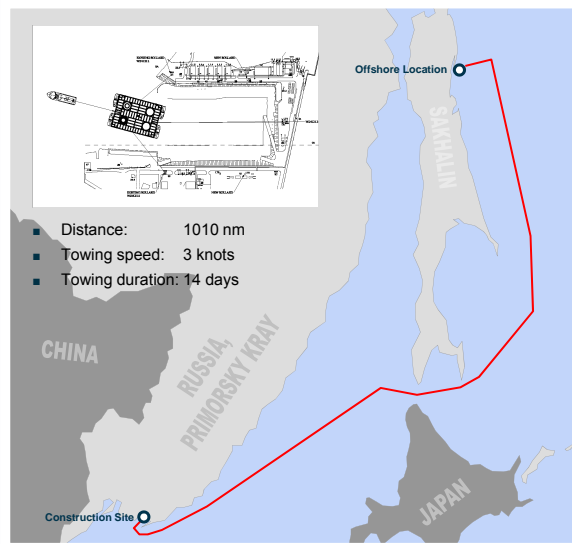 Offshore Location
SAKHALIN
Distance: 1010 nm
Towing speed: 3 knots
Towing duration: 14 days
CHINA
RUSSIA,
PRIMORSKY KRAY
Construction Site
JAPAN